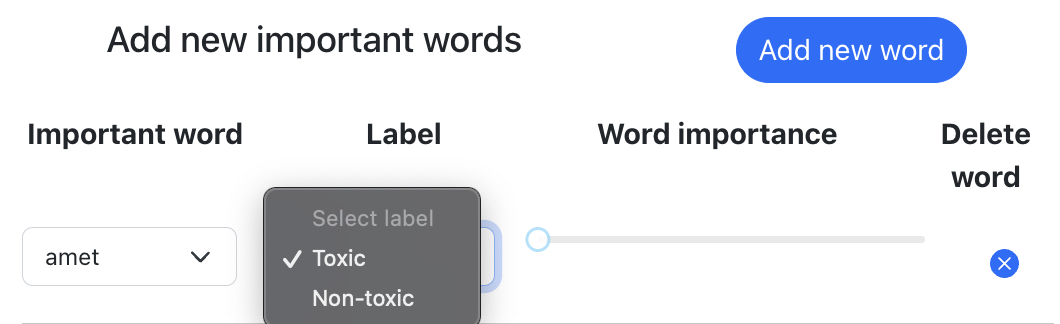 Add new important words
Add new word
Important word
Label
Word importance
Delete
word
Select label
amet
Toxic
Non-toxic